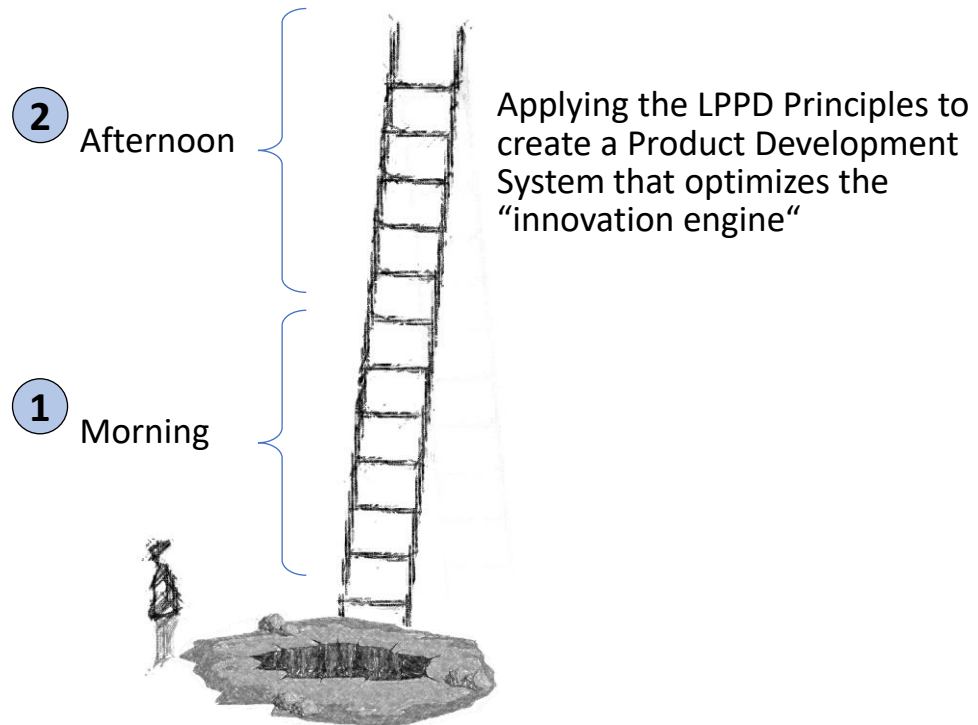 2
Afternoon
Applying the LPPD Principles to
create a Product Development
System that optimizes the
“innovation engine“
1
Morning